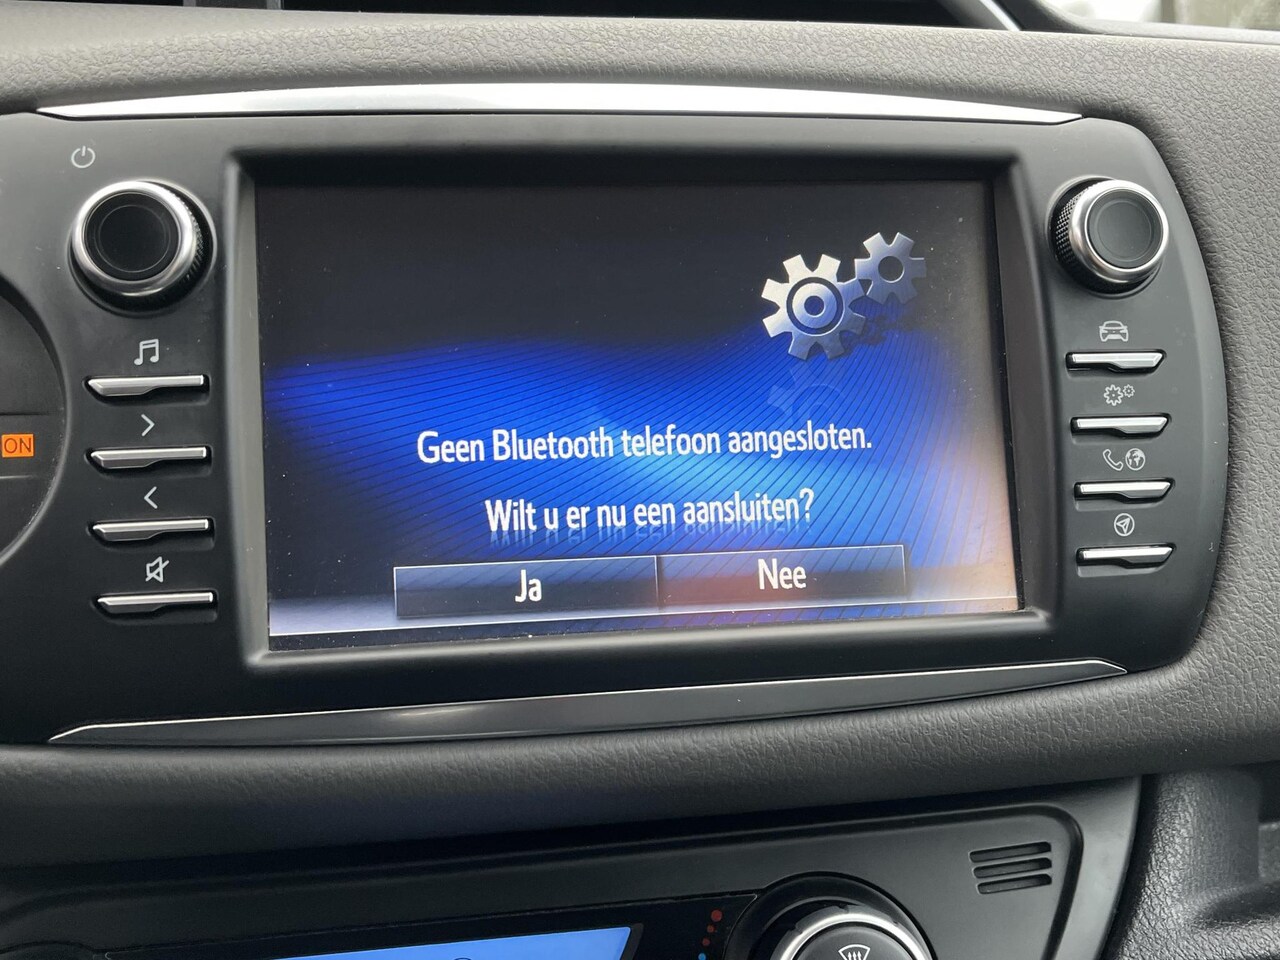 Geen Bluetooth telefoon aangesloten.
Wilt u er nu een aansluiten?
Ja
Nee
ON